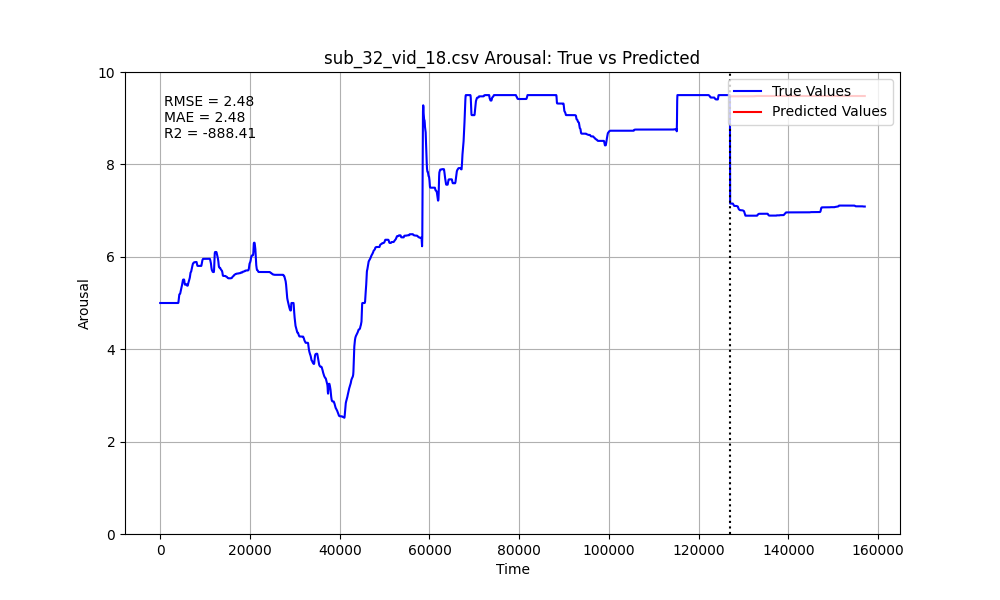 sub_32_vid_18.csv Arousal: True vs Predicted
RMSE = 2.48
MAE = 2.48
R2 = -888.41
True Values
Predicted Values
10
8
6
4
2
0
Arousal
0 20000 40000 60000 80000 100000 120000 140000 160000
Time